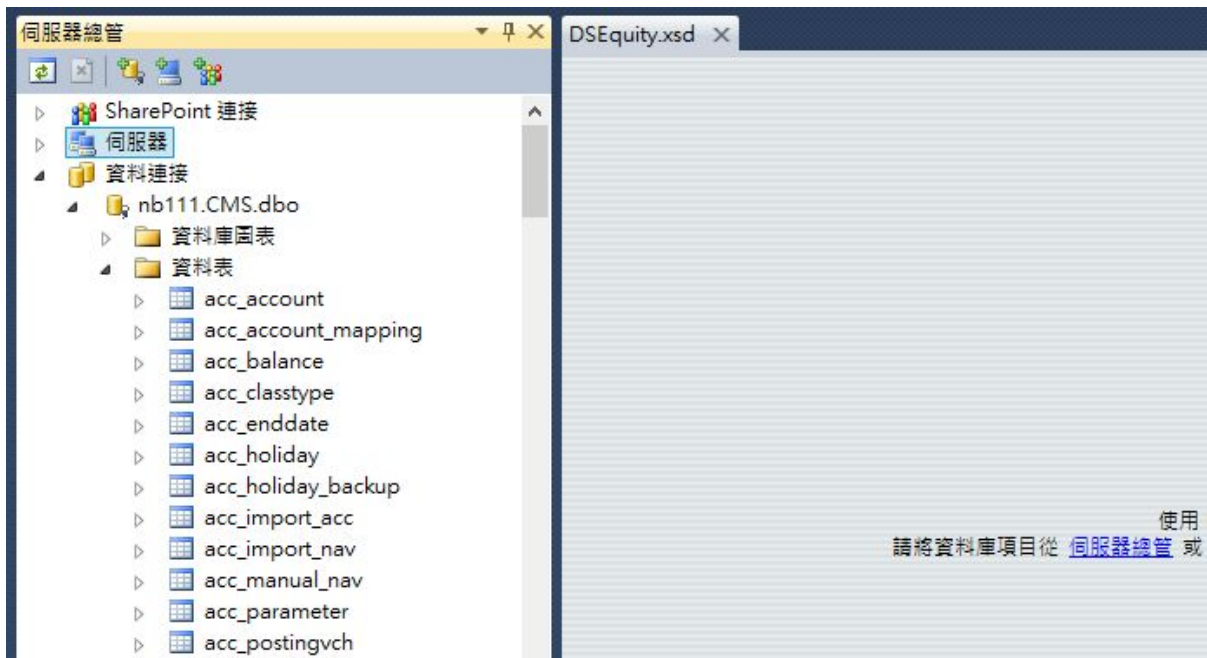 伺服器總管
DSEquity.xsd
SharePoint 連接
伺服器
資料連接
nb111.CMS.dbo
資料庫圖表
資料表
acc_account
acc_account_mapping
acc_balance
acc_classtype
acc_enddate
acc_holiday
acc_holiday_backup
acc_import_acc
acc_import_nav
acc_manual_nav
acc_parameter
acc_postingvch
使用
請將資料庫項目從 伺服器總管 或